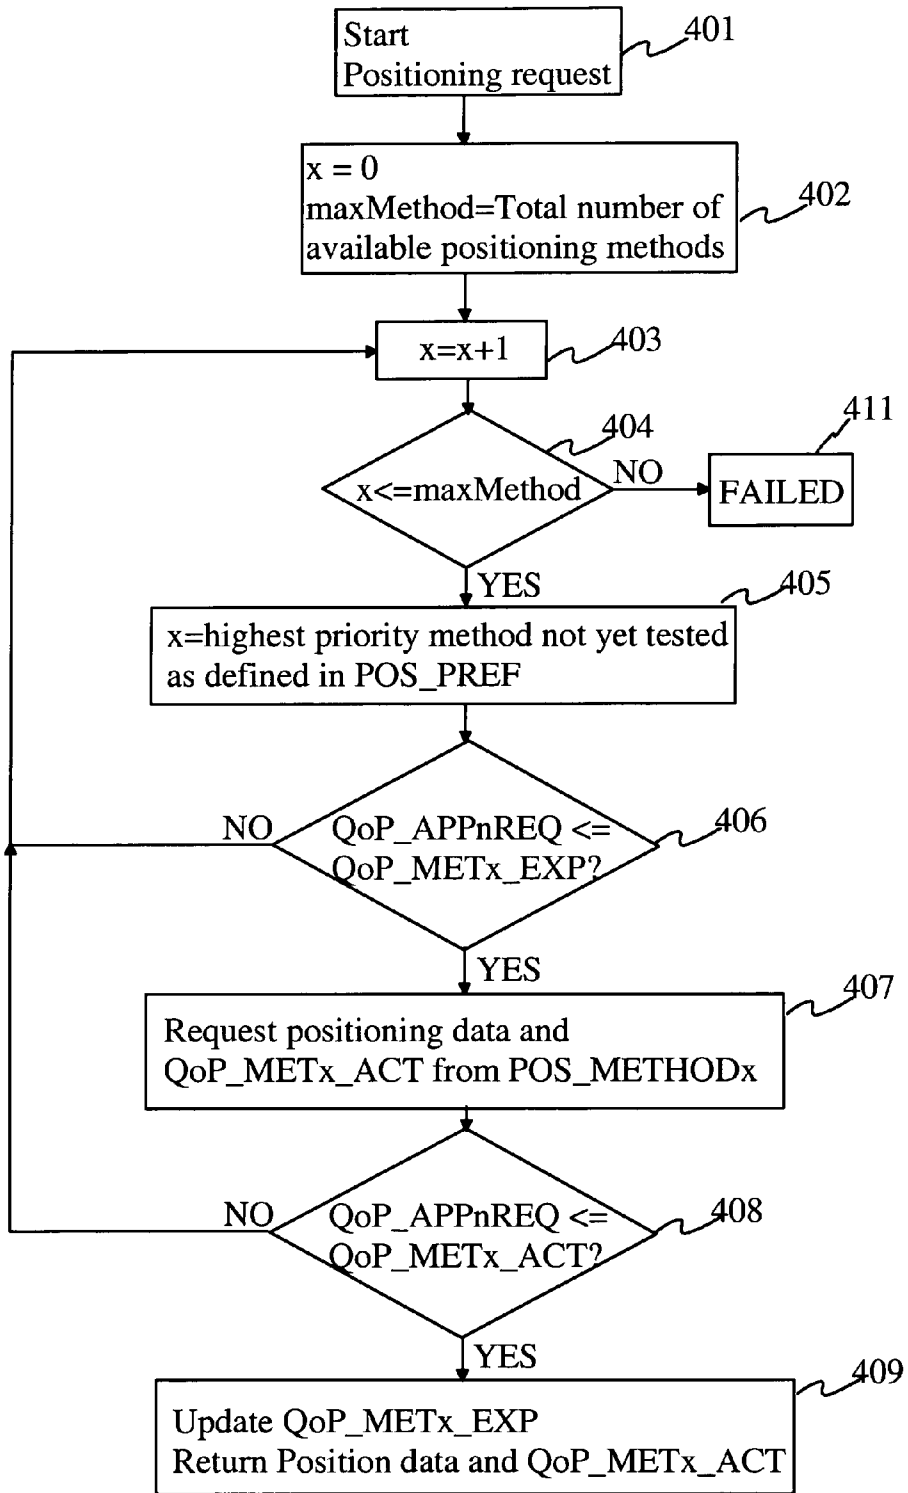 Start
Positioning request
401
x = 0
maxMethod=Total number of
available positioning methods
402
x=x+1
403
404
411
x<=maxMethod
NO
FAILED
YES
405
x=highest priority method not yet tested
as defined in POS_PREF
NO
QoP_APPnREQ <=
QoP_METx_EXP?
406
YES
407
Request positioning data and
QoP_METx_ACT from POS_METHODx
NO
QoP_APPnREQ <=
QoP_METx_ACT?
408
YES
409
Update QoP_METx_EXP
Return Position data and QoP_METx_ACT